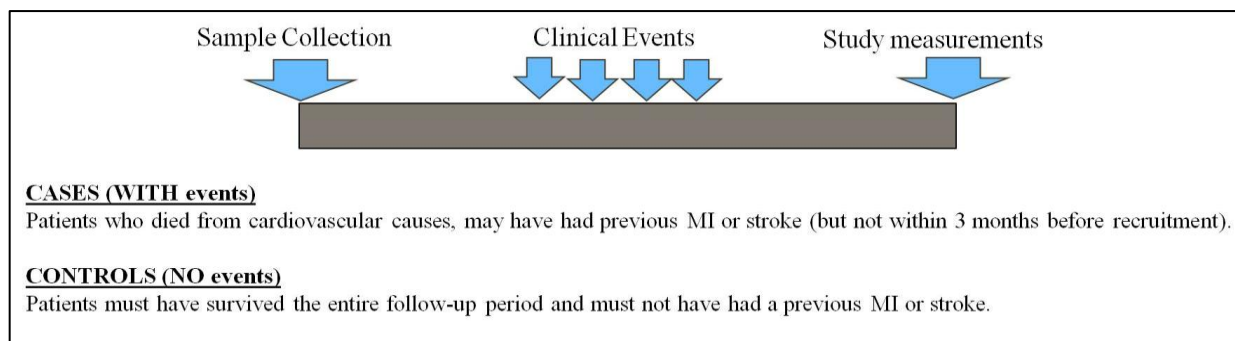 Sample Collection
Clinical Events
Study measurements
CASES (WITH events)
Patients who died from cardiovascular causes, may have had previous MI or stroke (but not within 3 months before recruitment).
CONTROLS (NO events)
Patients must have survived the entire follow-up period and must not have had a previous MI or stroke.